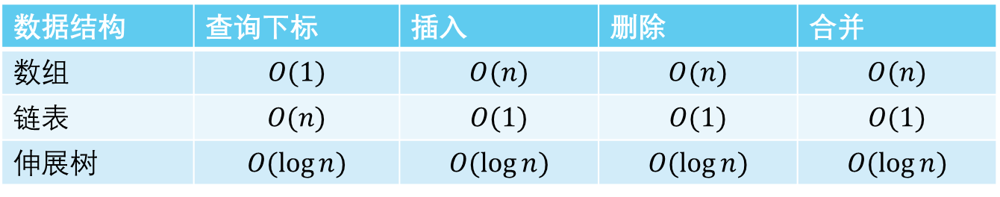 数据结构 查询下标 插入 删除 合并
数组 O(1) O(n) O(n) O(n)
链表 O(n) O(1) O(1) O(1)
伸展树 O(log n) O(log n) O(log n) O(log n)